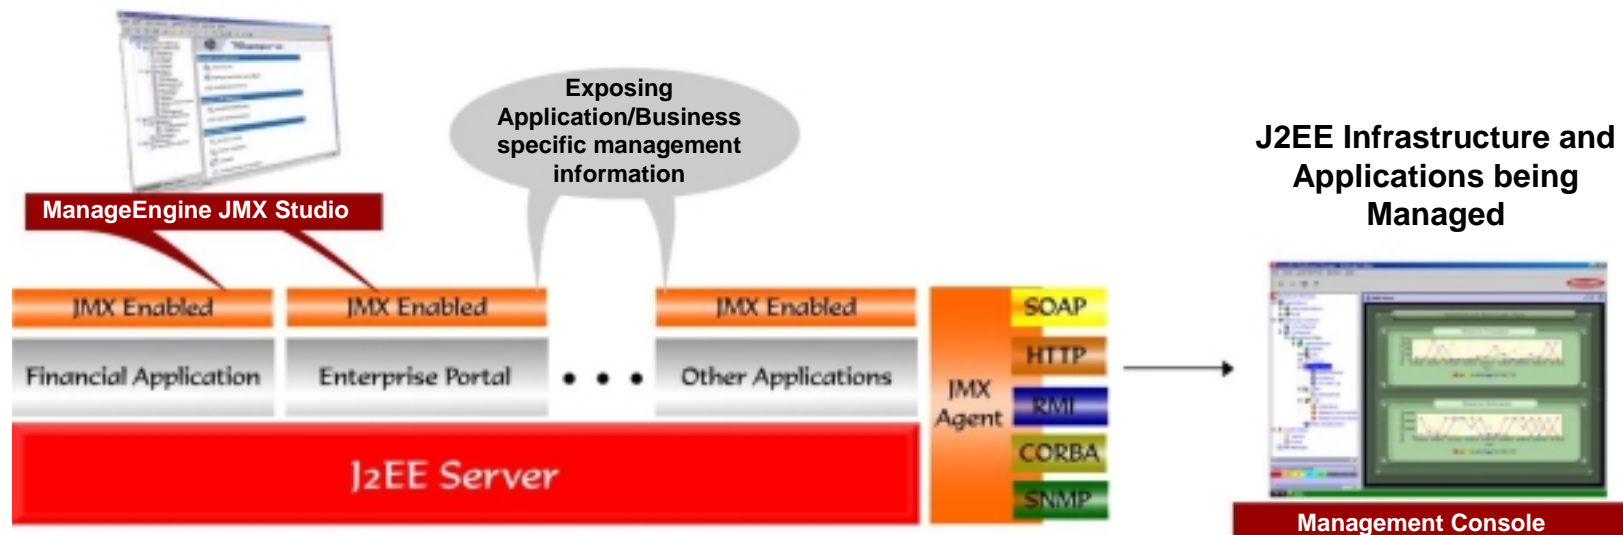 Exposing
Application/Business
specific management
information
J2EE Infrastructure and
Applications being
Managed
ManageEngine JMX Studio
JMX Enabled
JMX Enabled
JMX Enabled
Financial Application
Enterprise Portal
• • •
Other Applications
J2EE Server
JMX
Agent
SOAP
HTTP
RMI
CORBA
SNMP
Management Console